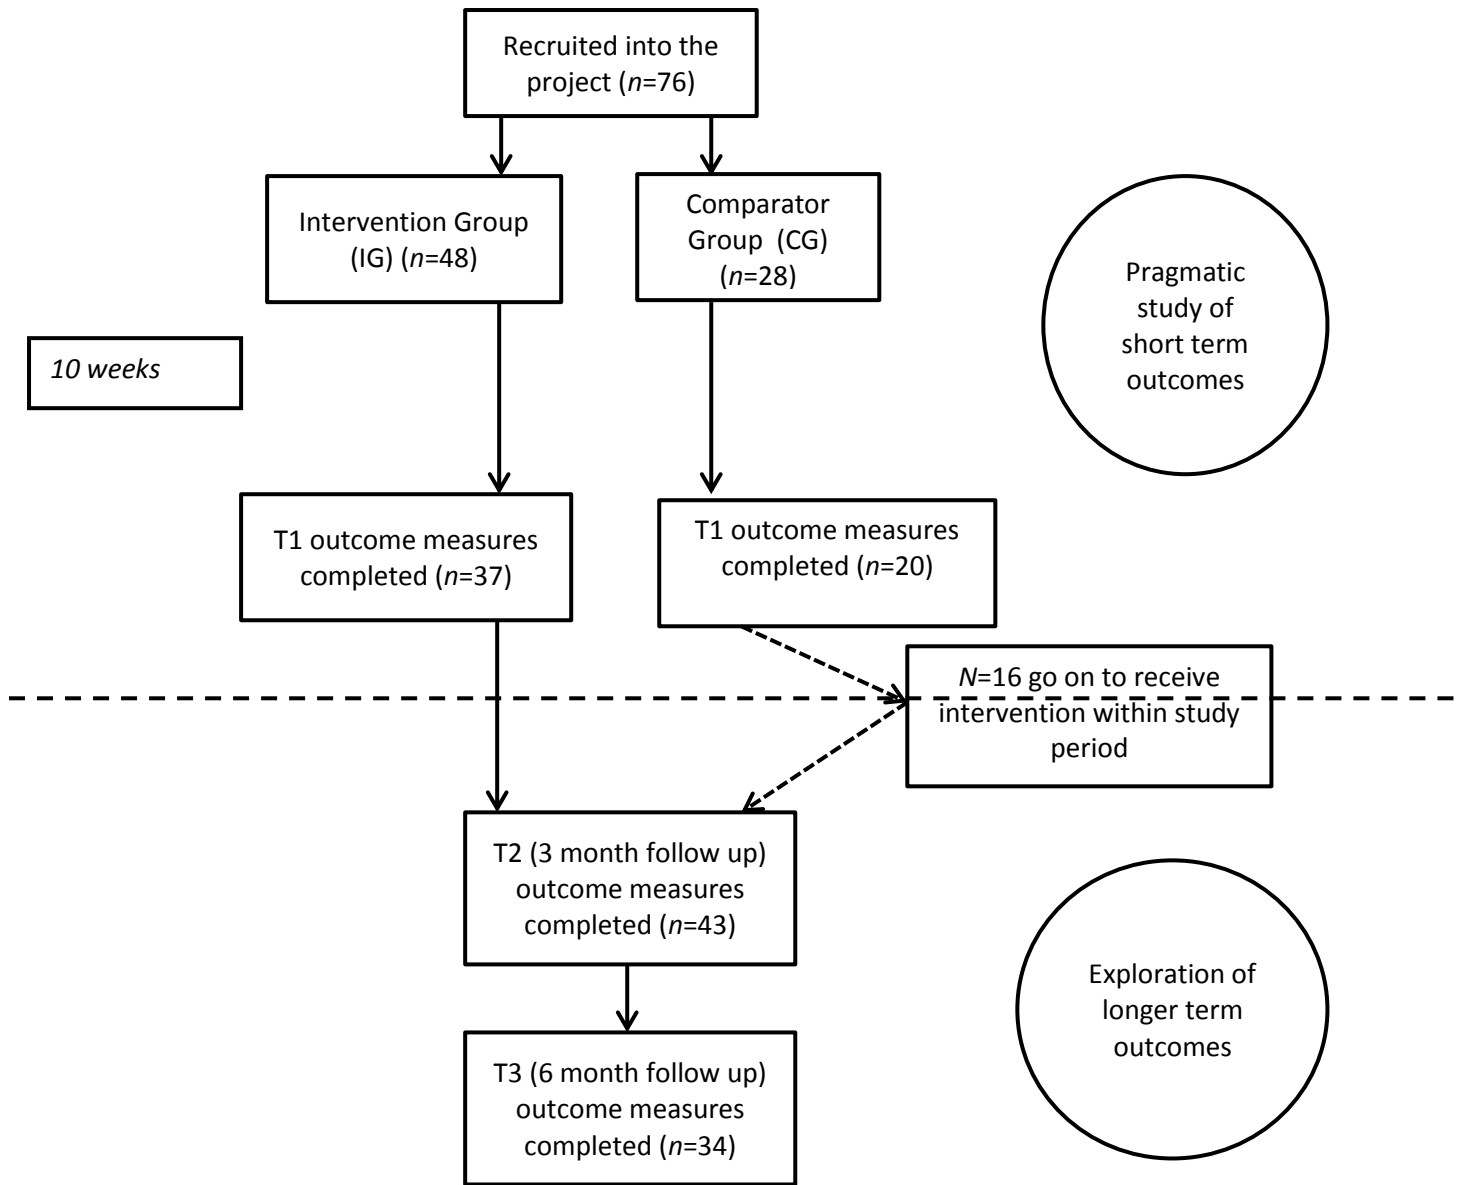 Recruited into the
project (n=76)
Intervention Group
(IG) (n=48)
Comparator
Group (CG)
(n=28)
Pragmatic
study of
short term
outcomes
10 weeks
T1 outcome measures
completed (n=37)
T1 outcome measures
completed (n=20)
N=16 go on to receive
intervention within study
period
T2 (3 month follow up)
outcome measures
completed (n=43)
Exploration of
longer term
outcomes
T3 (6 month follow up)
outcome measures
completed (n=34)